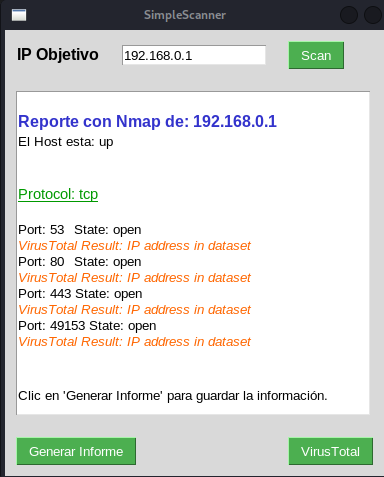 SimpleScanner
IP Objetivo 192.168.0.1 Scan
Reporte con Nmap de: 192.168.0.1
El Host esta: up
Protocol: tcp
Port: 53 State: open
VirusTotal Result: IP address in dataset
Port: 80 State: open
VirusTotal Result: IP address in dataset
Port: 443 State: open
VirusTotal Result: IP address in dataset
Port: 49153 State: open
VirusTotal Result: IP address in dataset
Clic en 'Generar Informe' para guardar la información.
Generar Informe VirusTotal